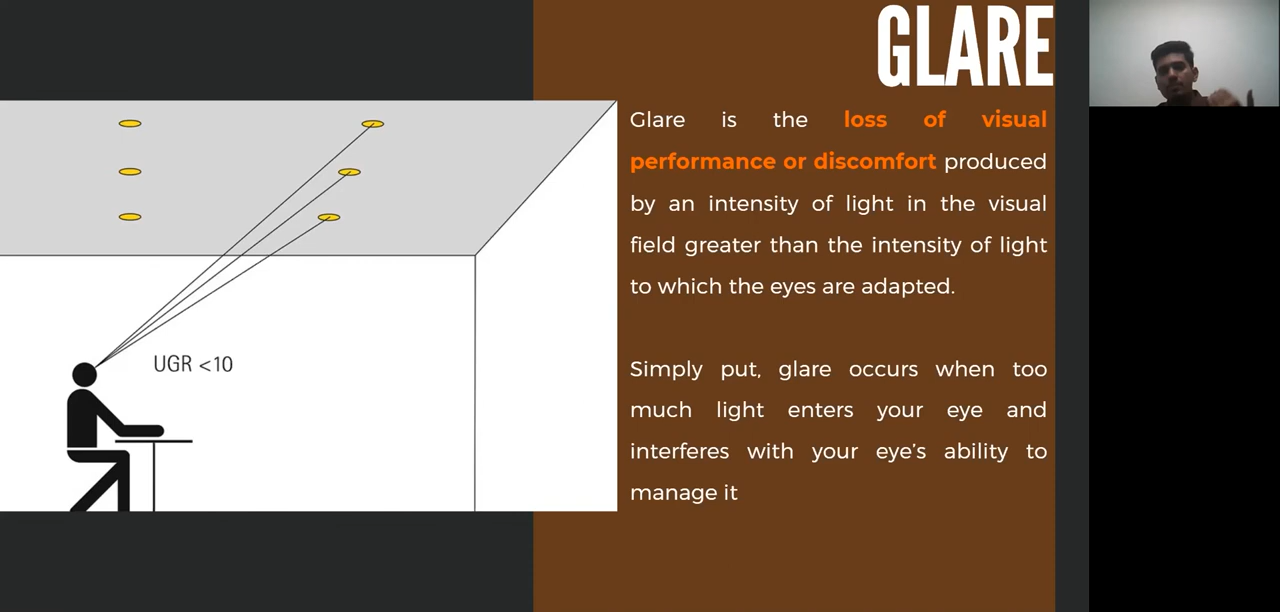 GLARE
Glare is the loss of visual
performance or discomfort produced
by an intensity of light in the visual
field greater than the intensity of light
to which the eyes are adapted.
UGR <10
Simply put, glare occurs when too
much light enters your eye and
interferes with your eye's ability to
manage it